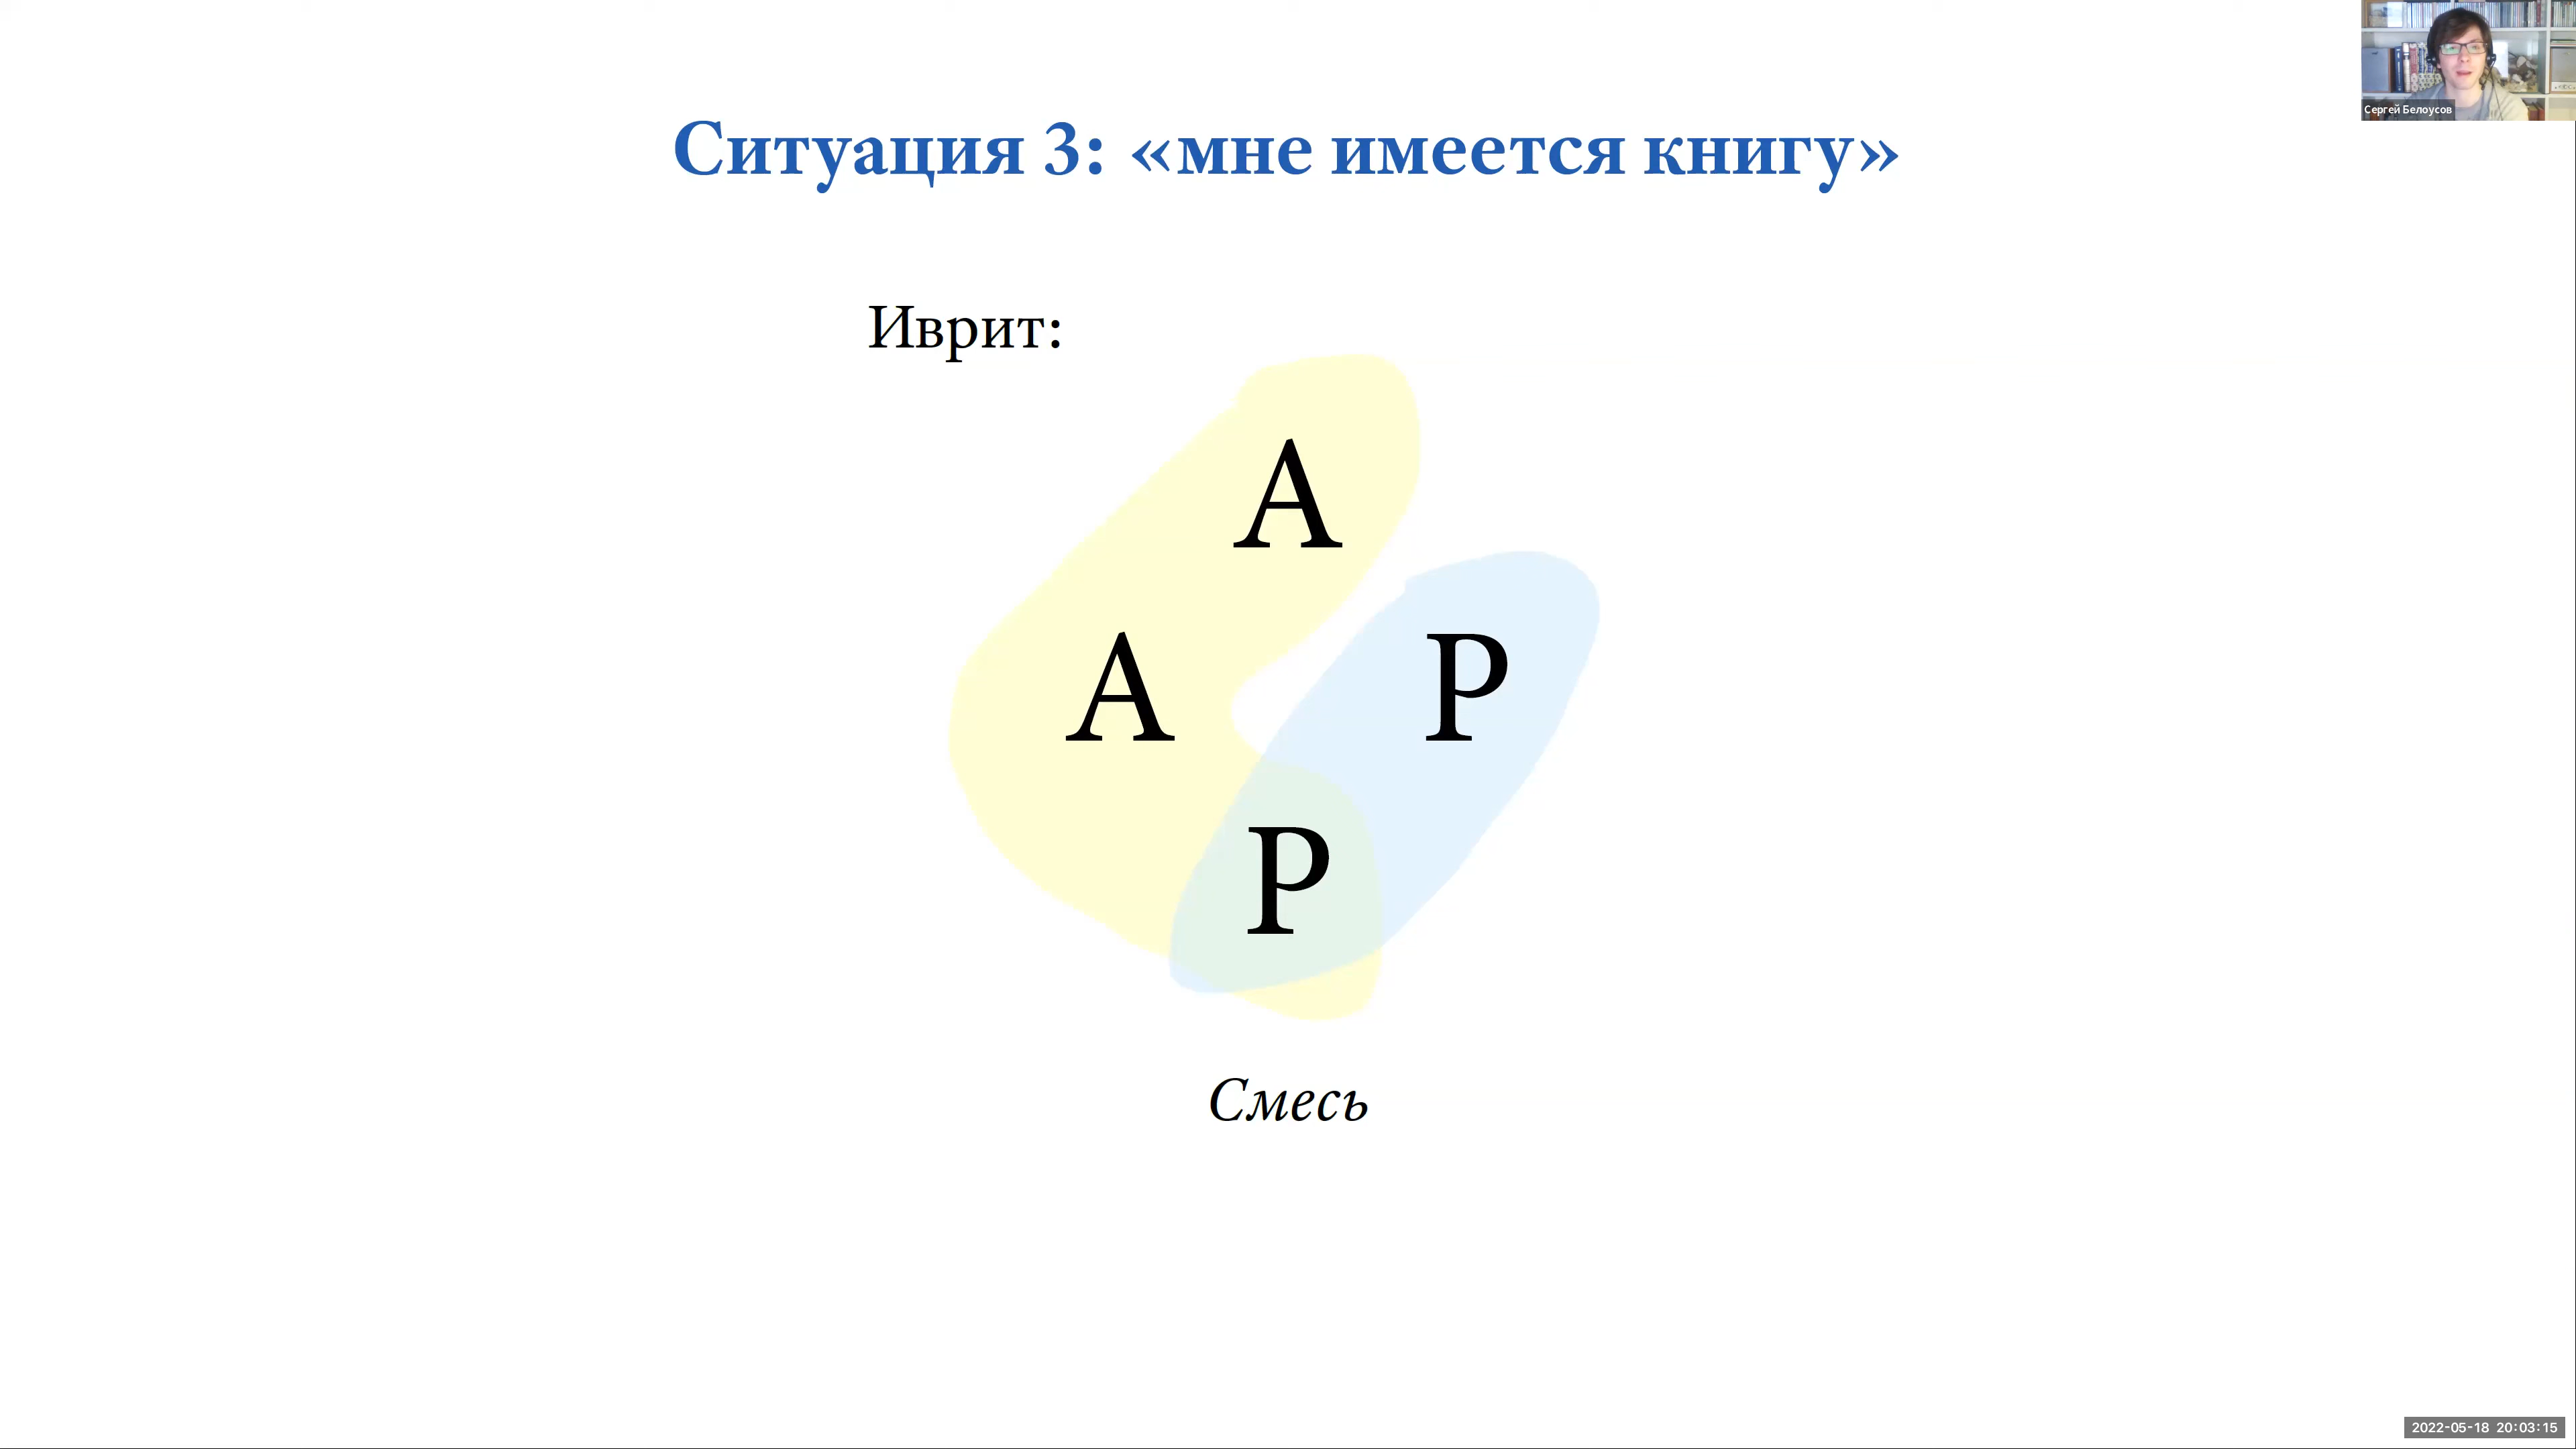 Сергей Белоусов
Ситуация 3: «мне имеется книгу»
Иврит:
A
A P
P
Смесь
2022-05-18 20:03:15